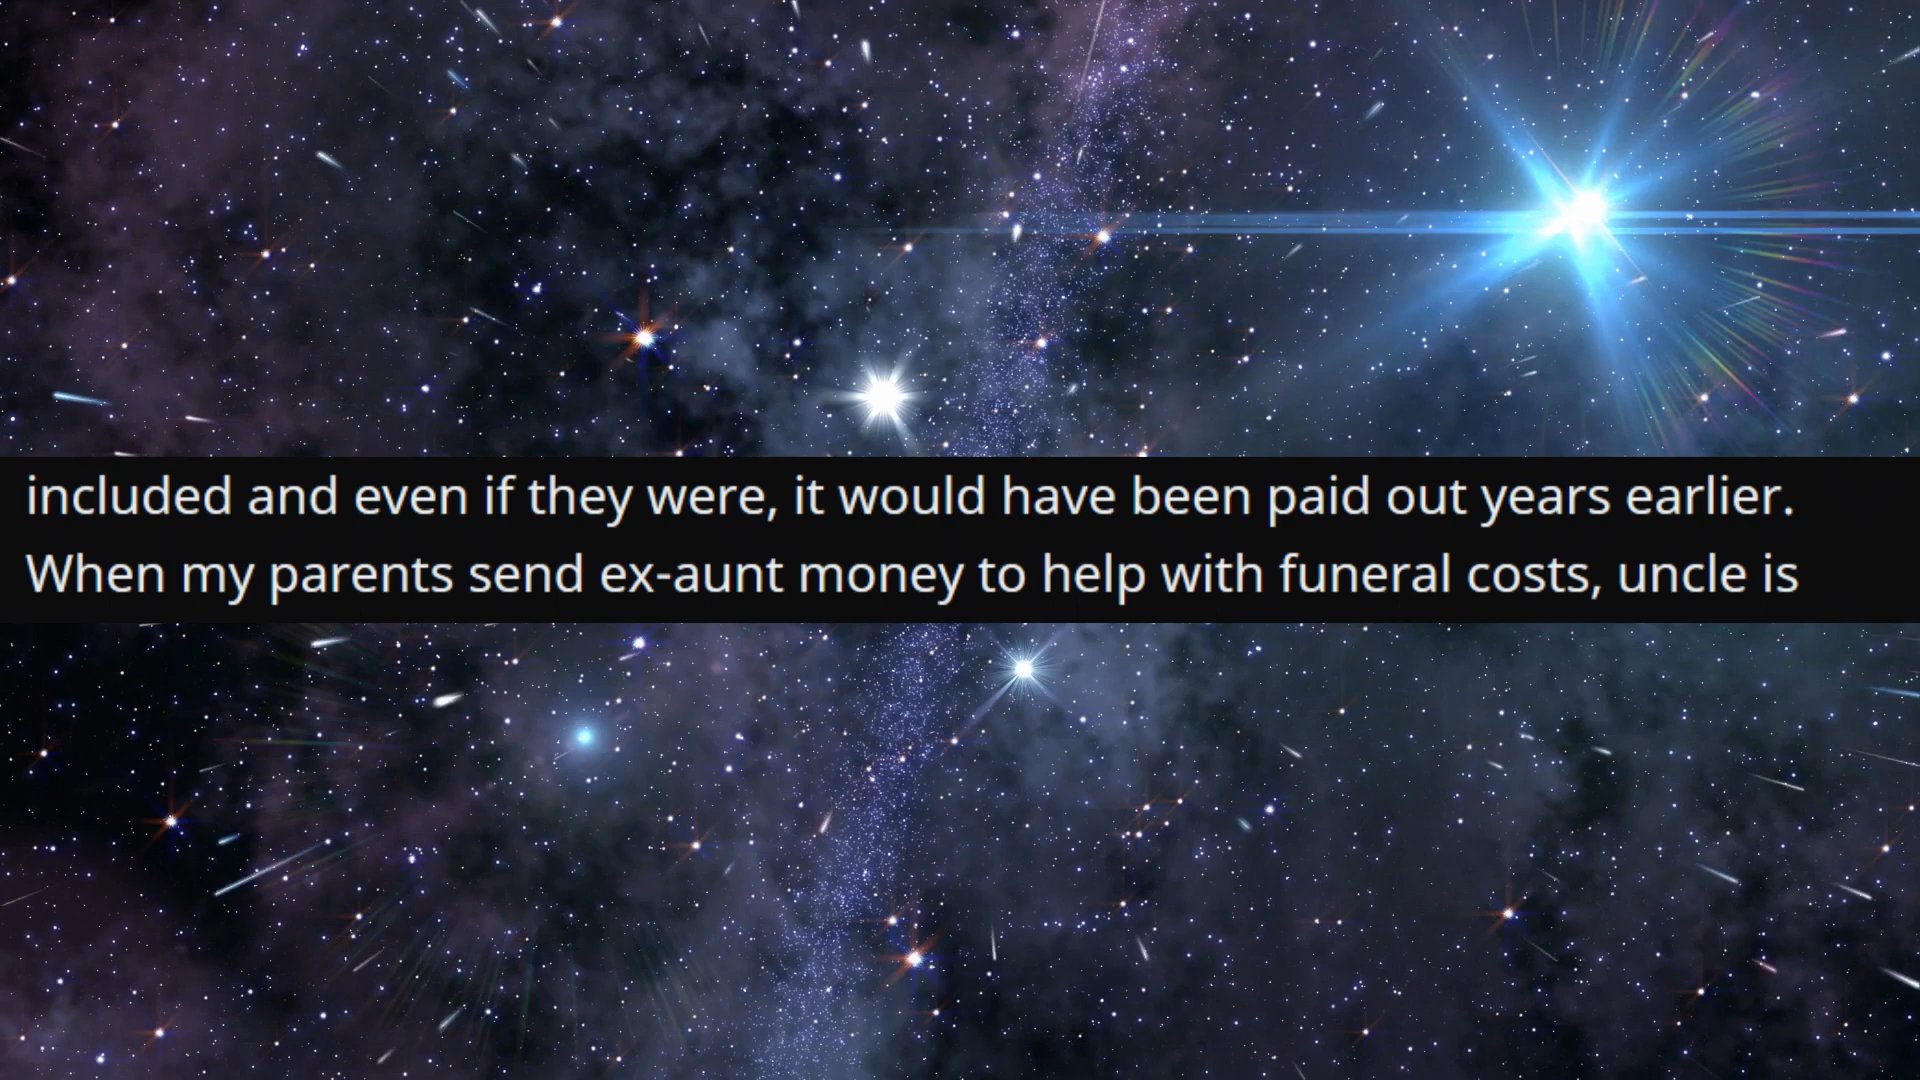 included and even if they were, it would have been paid out years earlier.
When my parents send ex-aunt money to help with funeral costs, uncle is